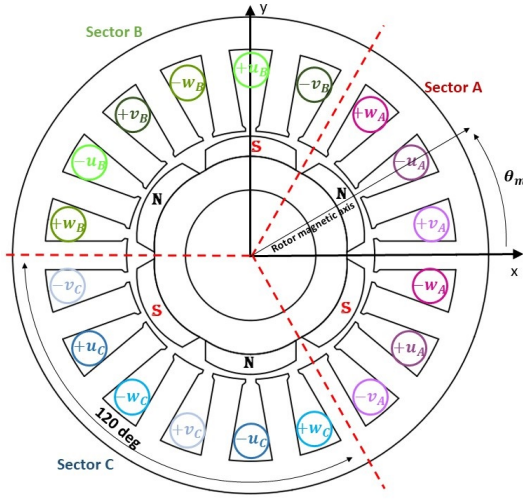 y
Sector B
Sector A
+u_B
-w_B
-v_B
+v_B
+w_A
-u_B
-u_A
S
θ_m
N
N
Rotor magnetic axis
+w_B
+v_A
x
-v_C
-w_A
S
S
+u_C
+u_A
N
-w_C
-v_A
120 deg
+v_C
-u_C
+w_C
Sector C